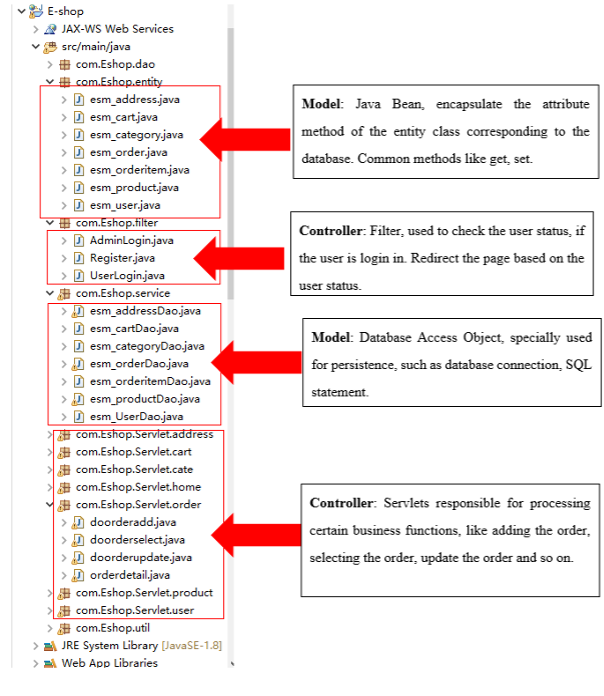 E-shop
JAX-WS Web Services
src/main/java
com.Eshop.dao
com.Eshop.entity
esm_address.java
esm_cart.java
esm_category.java
esm_order.java
esm_orderitem.java
esm_product.java
esm_user.java
com.Eshop.filter
AdminLogin.java
Register.java
UserLogin.java
com.Eshop.service
esm_addressDao.java
esm_cartDao.java
esm_categoryDao.java
esm_orderDao.java
esm_orderitemDao.java
esm_productDao.java
esm_UserDao.java
com.Eshop.Servlet.address
com.Eshop.Servlet.cart
com.Eshop.Servlet.cate
com.Eshop.Servlet.home
com.Eshop.Servlet.order
doorderadd.java
doorderselect.java
doorderupdate.java
orderdetail.java
com.Eshop.Servlet.product
com.Eshop.Servlet.user
com.Eshop.util
JRE System Library [JavaSE-1.8]
Web App Libraries
Model: Java Bean, encapsulate the attribute
method of the entity class corresponding to the
database. Common methods like get, set.
Controller: Filter, used to check the user status, if
the user is login in. Redirect the page based on the
user status.
Model: Database Access Object, specially used
for persistence, such as database connection, SQL
statement.
Controller: Servlets responsible for processing
certain business functions, like adding the order,
selecting the order, update the order and so on.